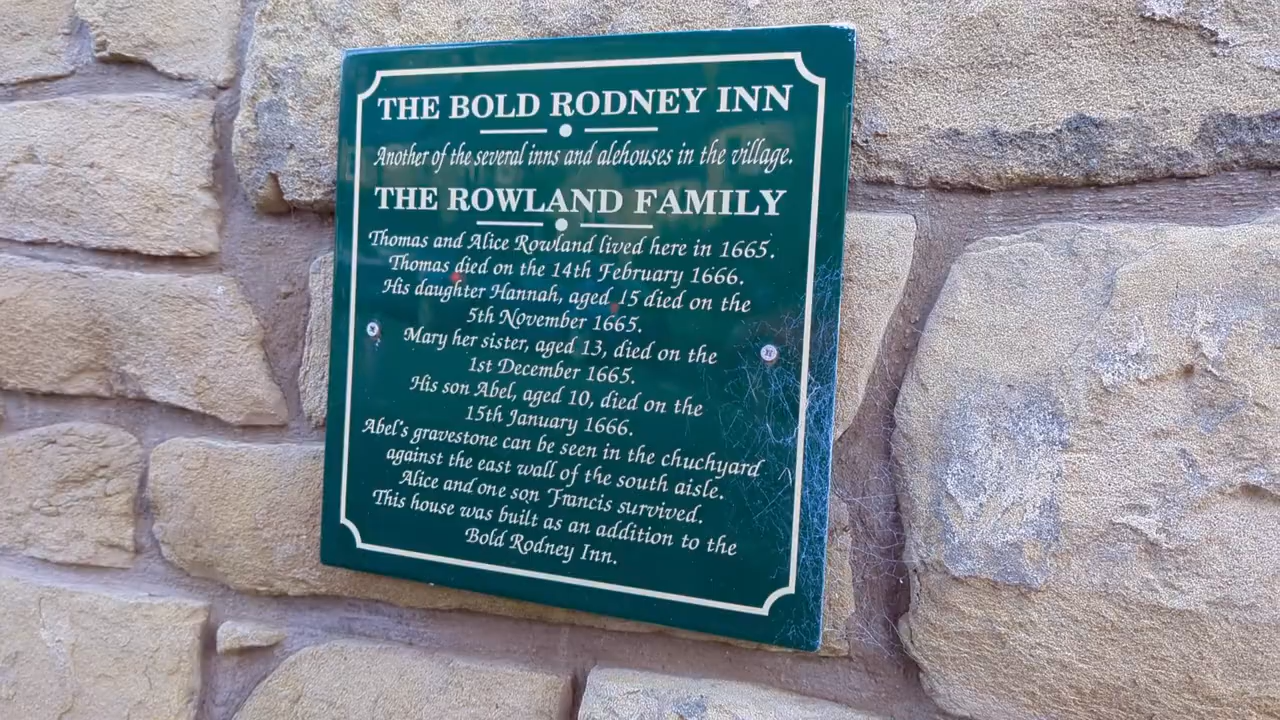 THE BOLD RODNEY INN
Another of the several inns and alehouses in the village.
THE ROWLAND FAMILY
Thomas and Alice Rowland lived here in 1665.
Thomas died on the 14th February 1666.
His daughter Hannah, aged 15 died on the
5th November 1665.
Mary her sister, aged 13, died on the
1st December 1665.
His son Abel, aged 10, died on the
15th January 1666.
Abel's gravestone can be seen in the chuchyard
against the east wall of the south aisle.
Alice and one son Francis survived.
This house was built as an addition to the
Bold Rodney Inn.